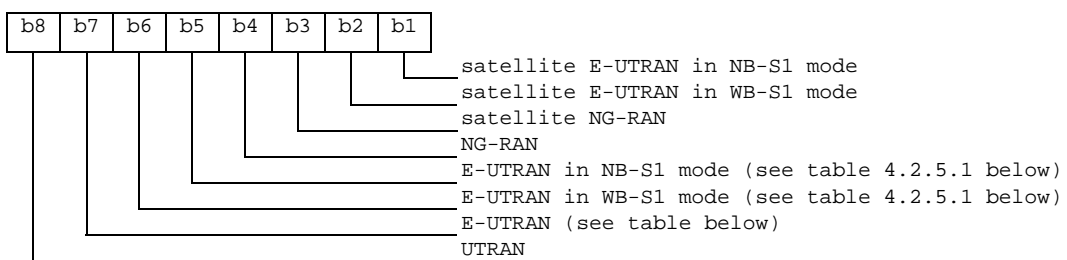 b8 b7 b6 b5 b4 b3 b2 b1
satellite E-UTRAN in NB-S1 mode
satellite E-UTRAN in WB-S1 mode
satellite NG-RAN
NG-RAN
E-UTRAN in NB-S1 mode (see table 4.2.5.1 below)
E-UTRAN in WB-S1 mode (see table 4.2.5.1 below)
E-UTRAN (see table below)
UTRAN